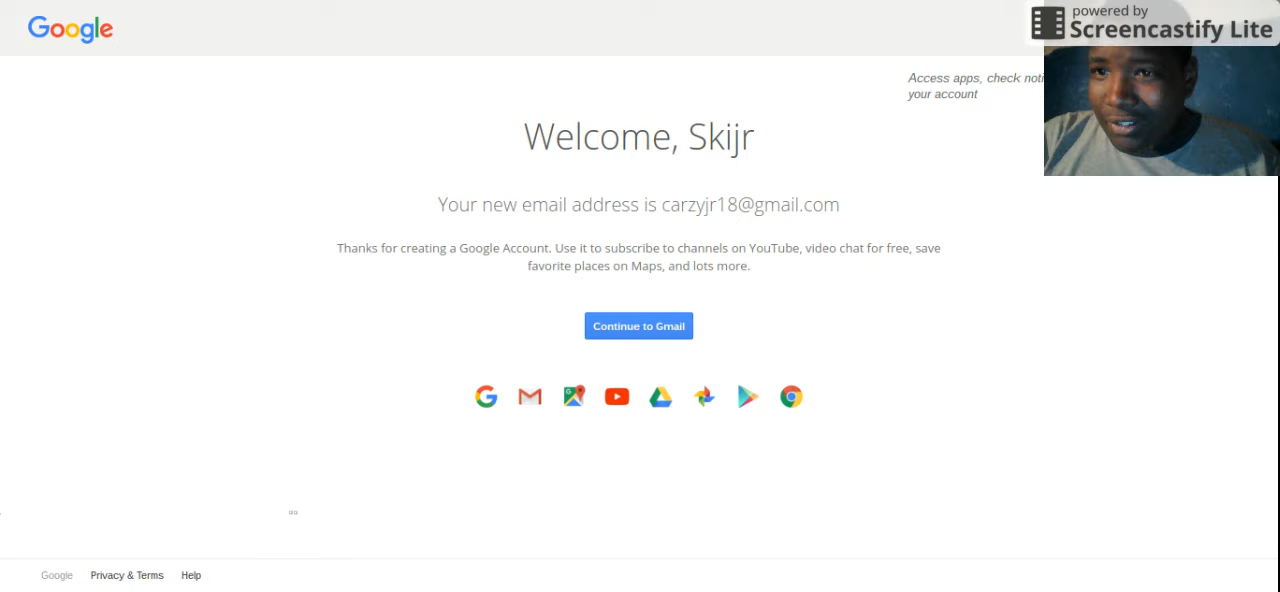 Google
powered by
Screencastify Lite
Access apps, check noti
your account
Welcome, Skijr
Your new email address is carzyjr18@gmail.com
Thanks for creating a Google Account. Use it to subscribe to channels on YouTube, video chat for free, save
favorite places on Maps, and lots more.
Continue to Gmail
Google Privacy & Terms Help